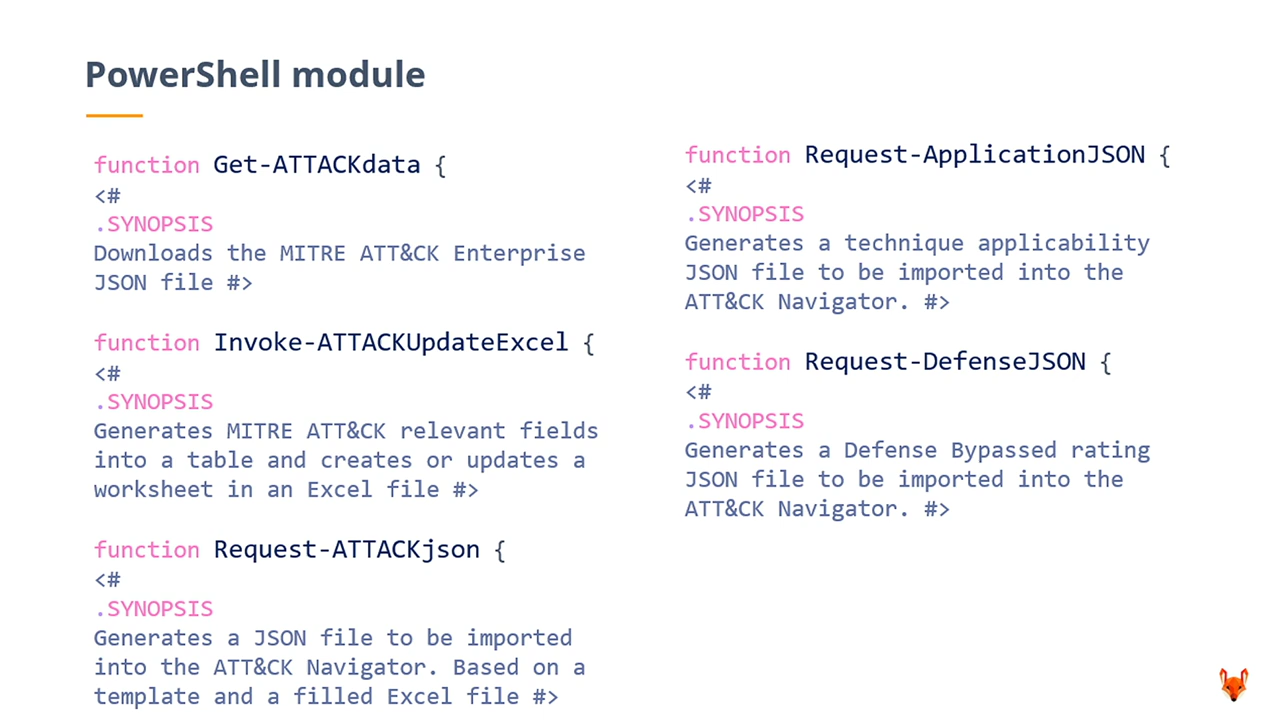 PowerShell module
function Get-ATTACKdata {
<#
.SYNOPSIS
Downloads the MITRE ATT&CK Enterprise
JSON file #>
function Invoke-ATTACKUpdateExcel {
<#
.SYNOPSIS
Generates MITRE ATT&CK relevant fields
into a table and creates or updates a
worksheet in an Excel file #>
function Request-ATTACKjson {
<#
.SYNOPSIS
Generates a JSON file to be imported
into the ATT&CK Navigator. Based on a
template and a filled Excel file #>
function Request-ApplicationJSON {
<#
.SYNOPSIS
Generates a technique applicability
JSON file to be imported into the
ATT&CK Navigator. #>
function Request-DefenseJSON {
<#
.SYNOPSIS
Generates a Defense Bypassed rating
JSON file to be imported into the
ATT&CK Navigator. #>